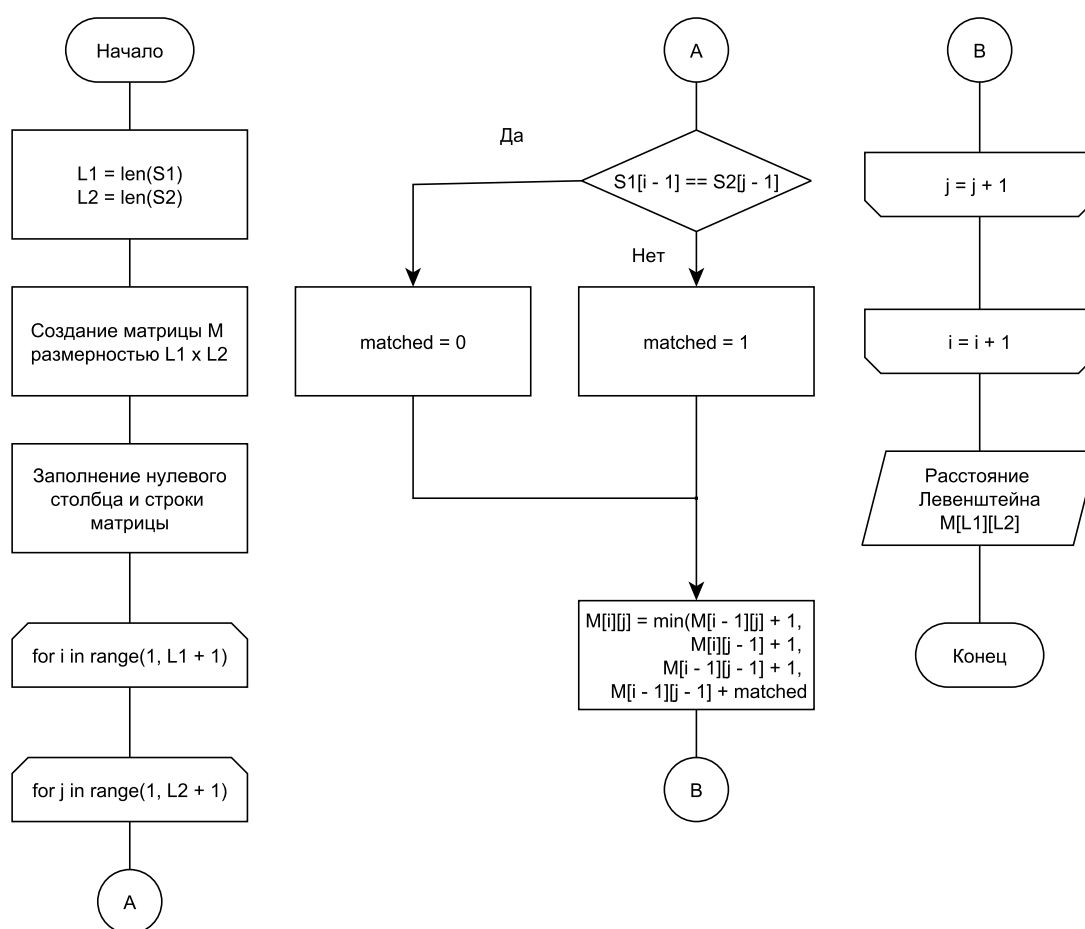 Начало
L1 = len(S1)
L2 = len(S2)
Создание матрицы M
размерностью L1 x L2
Заполнение нулевого
столбца и строки
матрицы
for i in range(1, L1 + 1)
for j in range(1, L2 + 1)
A
A
Да
S1[i - 1] == S2[j - 1]
Нет
matched = 0
matched = 1
M[i][j] = min(M[i - 1][j] + 1,
M[i][j - 1] + 1,
M[i - 1][j - 1] + 1,
M[i - 1][j - 1] + matched
B
B
j = j + 1
i = i + 1
Расстояние
Левенштейна
M[L1][L2]
Конец